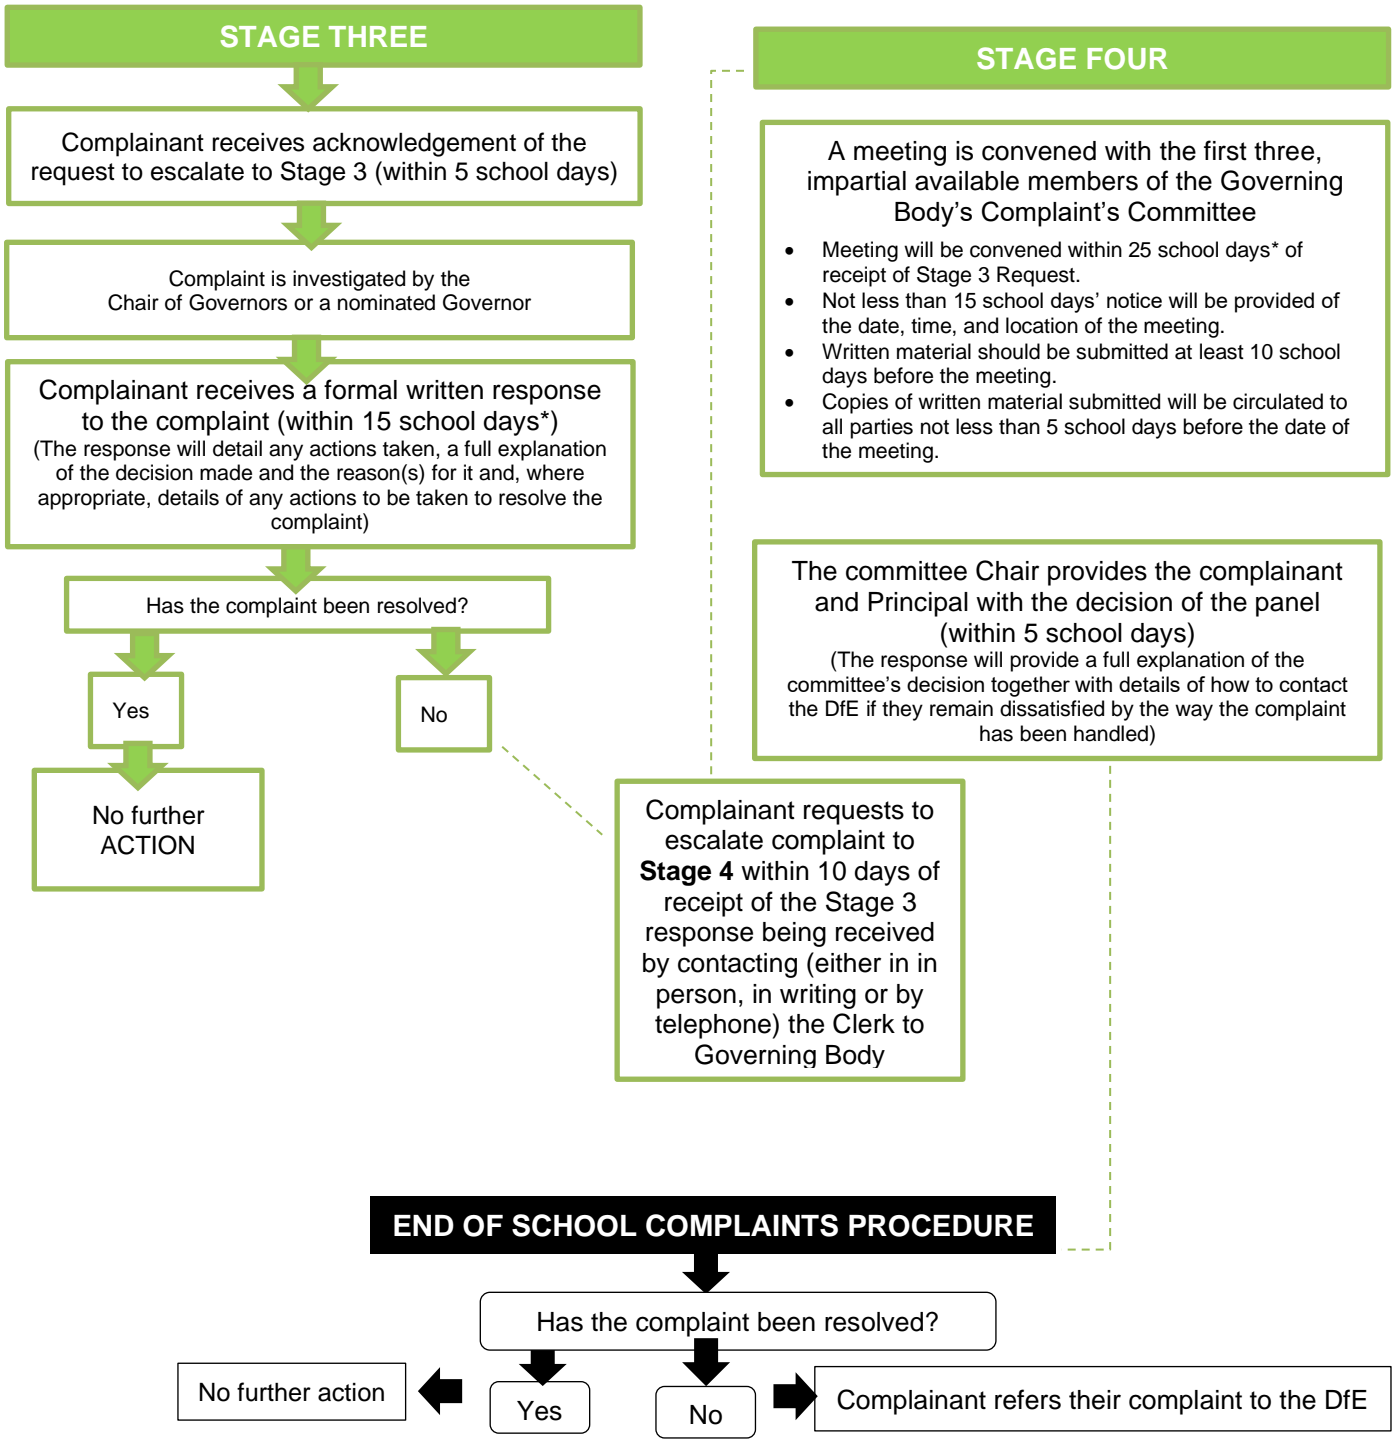 STAGE THREE
Complainant receives acknowledgement of the
request to escalate to Stage 3 (within 5 school days)
Complaint is investigated by the
Chair of Governors or a nominated Governor
Complainant receives a formal written response
to the complaint (within 15 school days*)
(The response will detail any actions taken, a full explanation
of the decision made and the reason(s) for it and, where
appropriate, details of any actions to be taken to resolve the
complaint)
Has the complaint been resolved?
Yes
No
No further
ACTION
Complainant requests to
escalate complaint to
Stage 4 within 10 days of
receipt of the Stage 3
response being received
by contacting (either in in
person, in writing or by
telephone) the Clerk to
Governing Body
STAGE FOUR
A meeting is convened with the first three,
impartial available members of the Governing
Body’s Complaint’s Committee
• Meeting will be convened within 25 school days* of
receipt of Stage 3 Request.
• Not less than 15 school days’ notice will be provided of
the date, time, and location of the meeting.
• Written material should be submitted at least 10 school
days before the meeting.
• Copies of written material submitted will be circulated to
all parties not less than 5 school days before the date of
the meeting.
The committee Chair provides the complainant
and Principal with the decision of the panel
(within 5 school days)
(The response will provide a full explanation of the
committee’s decision together with details of how to contact
the DfE if they remain dissatisfied by the way the complaint
has been handled)
END OF SCHOOL COMPLAINTS PROCEDURE
Has the complaint been resolved?
No further action
Yes
No
Complainant refers their complaint to the DfE